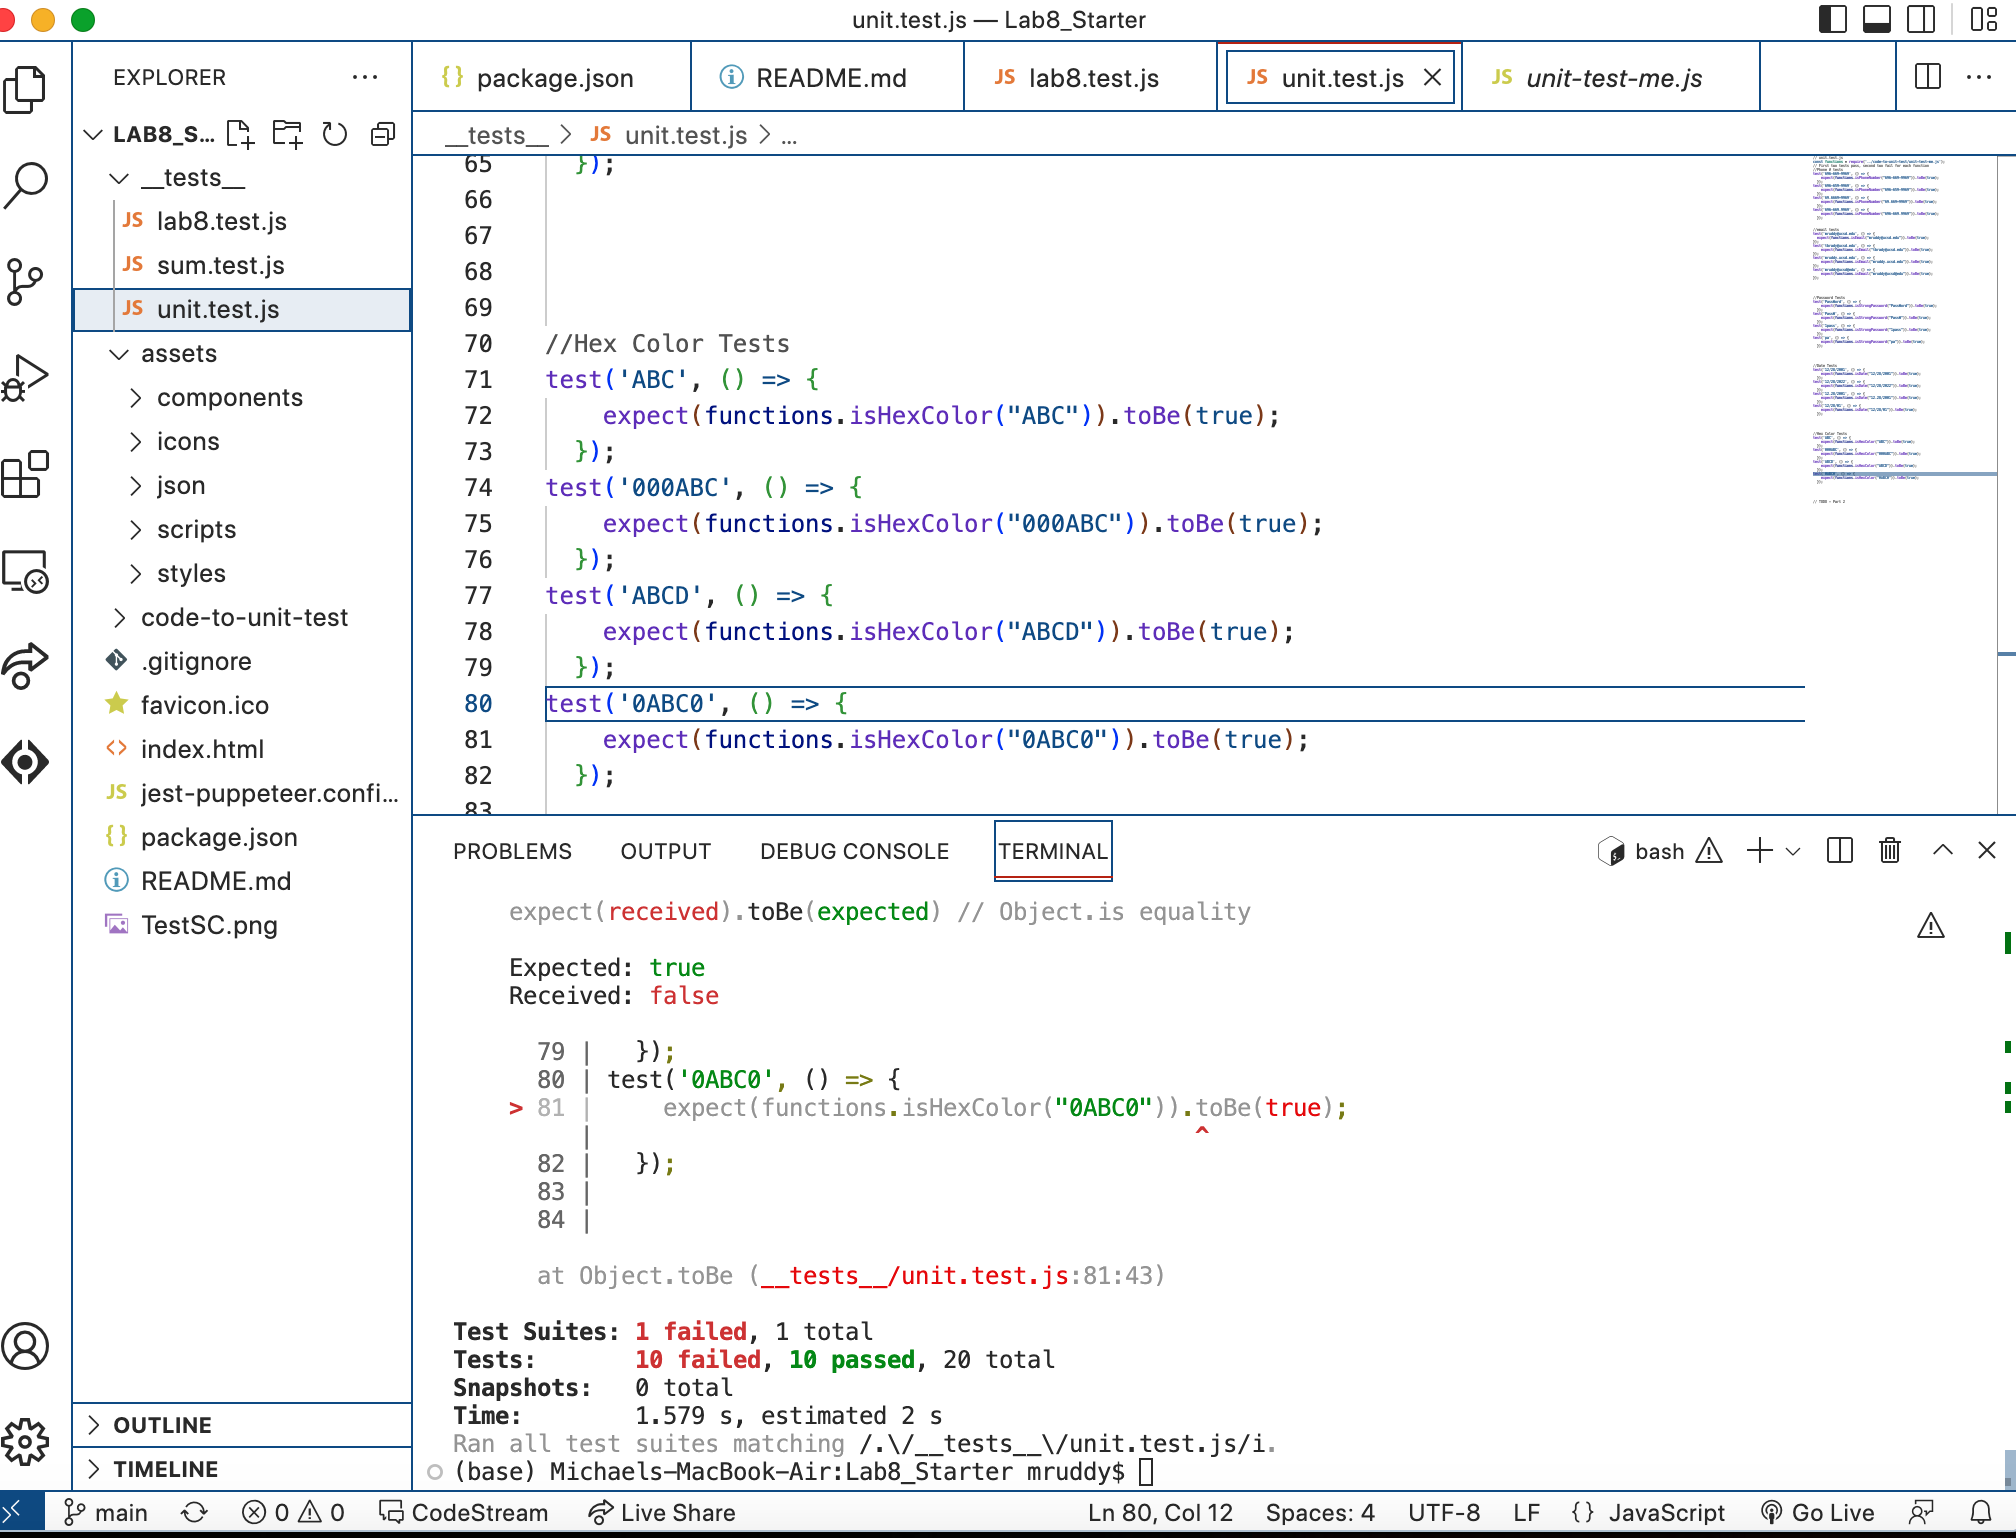 unit.test.js — Lab8_Starter
EXPLORER
LAB8_S...
__tests__
lab8.test.js
sum.test.js
unit.test.js
assets
components
icons
json
scripts
styles
code-to-unit-test
.gitignore
favicon.ico
index.html
jest-puppeteer.confi...
package.json
README.md
TestSC.png
OUTLINE
TIMELINE
package.json
README.md
JS lab8.test.js
JS unit.test.js
JS unit-test-me.js
__tests__ > JS unit.test.js > ...
65 });
66
67
68
69
70 //Hex Color Tests
71 test('ABC', () => {
72 expect(functions.isHexColor("ABC")).toBe(true);
73 });
74 test('000ABC', () => {
75 expect(functions.isHexColor("000ABC")).toBe(true);
76 });
77 test('ABCD', () => {
78 expect(functions.isHexColor("ABCD")).toBe(true);
79 });
80 test('0ABC0', () => {
81 expect(functions.isHexColor("0ABC0")).toBe(true);
82 });
83
PROBLEMS OUTPUT DEBUG CONSOLE TERMINAL
bash
expect(received).toBe(expected) // Object.is equality
Expected: true
Received: false
79 | });
80 | test('0ABC0', () => {
> 81 | expect(functions.isHexColor("0ABC0")).toBe(true);
| ^
82 | });
83 |
84 |
at Object.toBe (__tests__/unit.test.js:81:43)
Test Suites: 1 failed, 1 total
Tests: 10 failed, 10 passed, 20 total
Snapshots: 0 total
Time: 1.579 s, estimated 2 s
Ran all test suites matching /.\/__tests__\/unit.test.js/i.
(base) Michaels-MacBook-Air:Lab8_Starter mruddy$
main 0 0 CodeStream Live Share Ln 80, Col 12 Spaces: 4 UTF-8 LF {} JavaScript Go Live